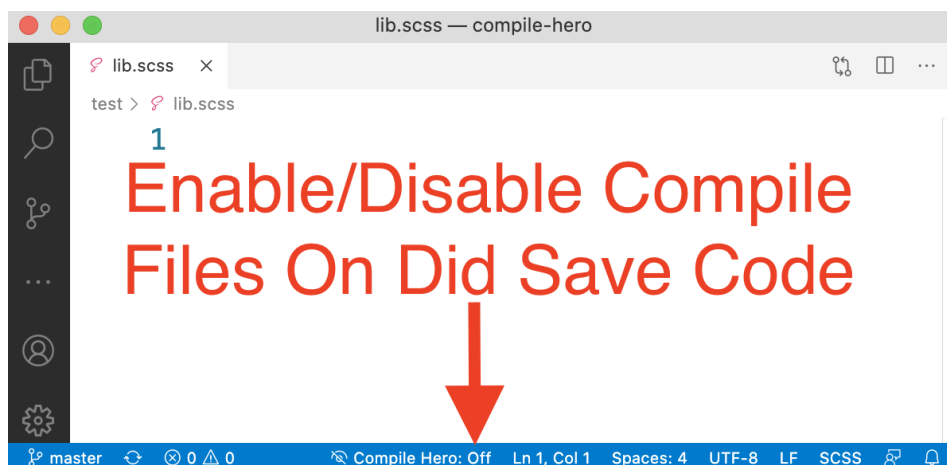 lib.scss — compile-hero
lib.scss
test > lib.scss
1
Enable/Disable Compile
Files On Did Save Code
master 0 0 Compile Hero: Off Ln 1, Col 1 Spaces: 4 UTF-8 LF SCSS